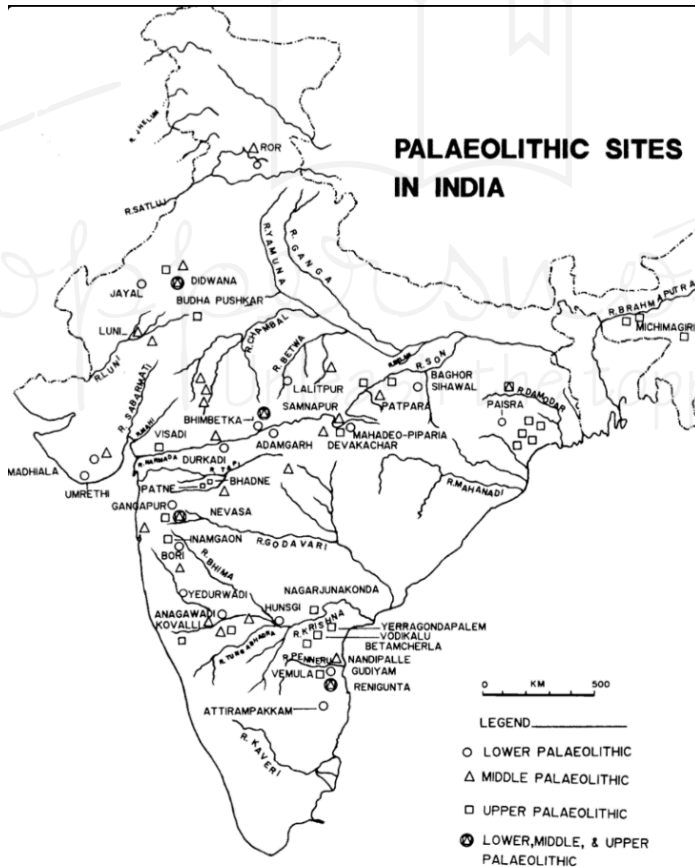 PALAEOLITHIC SITES
IN INDIA
R.JHELUM
ROR
R.SATLUJ
R.YAMUNA
R.GANGA
DIDWANA
JAYAL
BUDHA PUSHKAR
R.BRAHMAPUTRA
MICHIMAGIRI
LUNI
R.LUNI
R.CHAMBAL
R.BETWA
R.SON
R.SABARMATI
LALITPUR
BAGHOR
SIHAWAL
R.DAMODAR
SAMNAPUR
PATPARA
PAISRA
BHIMBETKA
R.MAHI
VISADI
ADAMGARH
MAHADEO-PIPARIA
DEVAKACHAR
MADHIALA
R.NARMADA
DURKADI
UMRETHI
R.TAPI
BHADNE
PATNE
R.MAHANADI
GANGAPUR
NEVASA
INAMGAON
R.GODAVARI
BORI
R.BHIMA
YEDURWADI
NAGARJUNAKONDA
ANAGAWADI
HUNSGI
KOVALLI
R.KRISHNA
YERRAGONDAPALEM
VODIKALU
BETAMCHERLA
R.TUNGABHADRA
R.PENNERU
NANDIPALLE
VEMULA
GUDIYAM
RENIGUNTA
ATTIRAMPAKKAM
R.KAVERI
0 KM 500
LEGEND
LOWER PALAEOLITHIC
MIDDLE PALAEOLITHIC
UPPER PALAEOLITHIC
LOWER,MIDDLE, & UPPER
PALAEOLITHIC